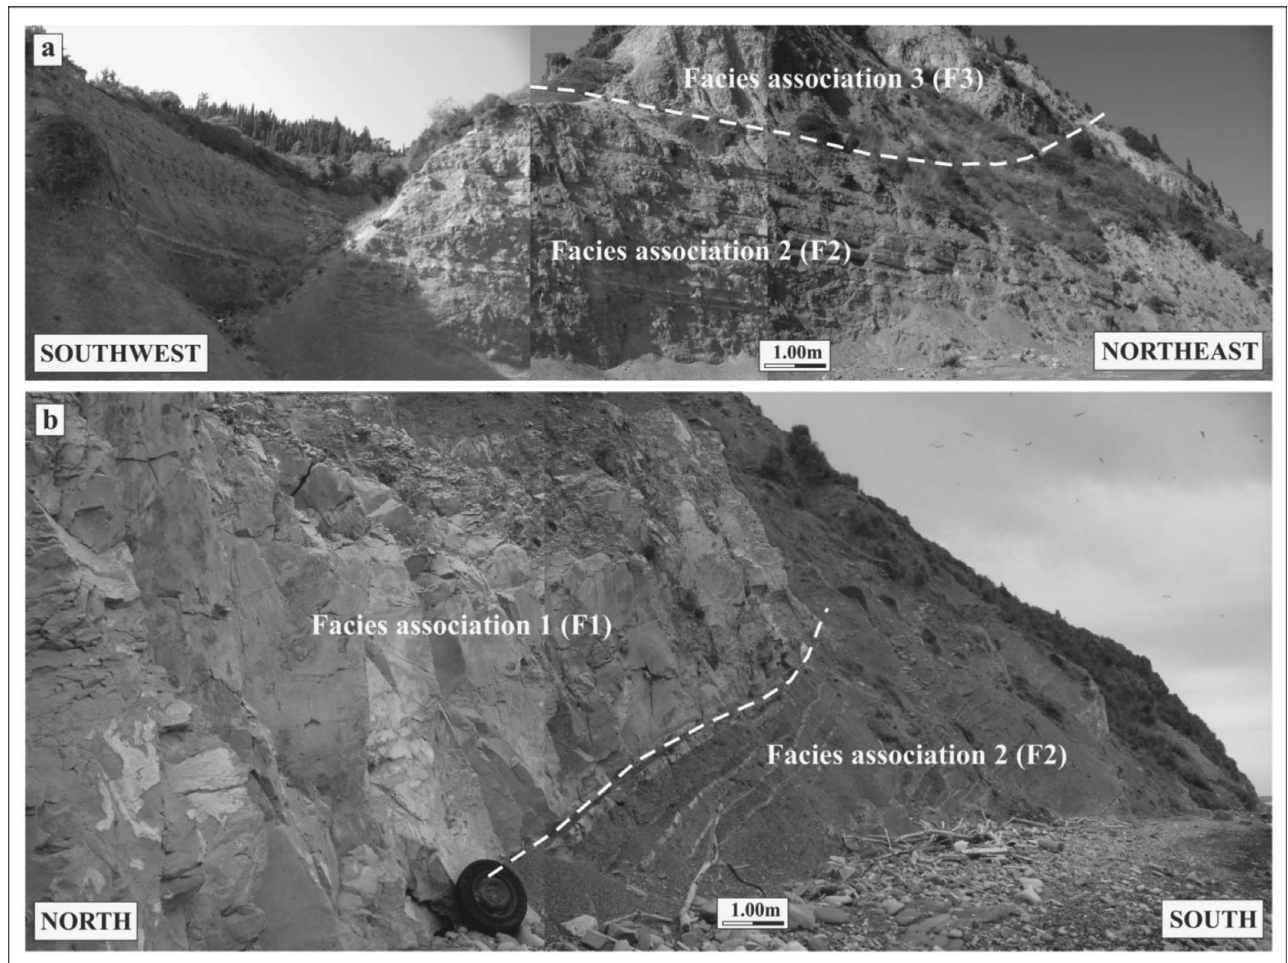 a
Facies association 3 (F3)
Facies association 2 (F2)
SOUTHWEST
1.00m
NORTHEAST
b
Facies association 1 (F1)
Facies association 2 (F2)
NORTH
1.00m
SOUTH